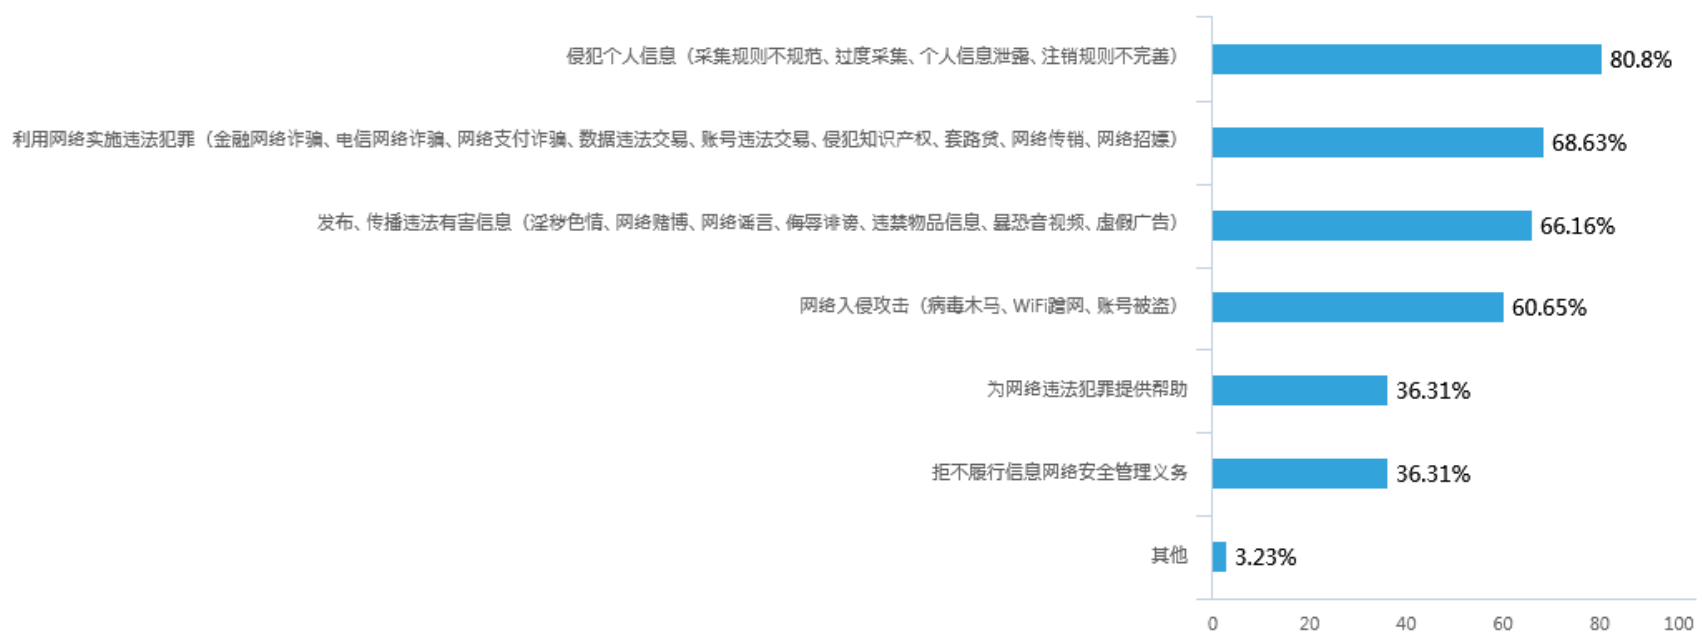 侵犯个人信息（采集规则不规范、过度采集、个人信息泄露、注销规则不完善） 80.8%
利用网络实施违法犯罪（金融网络诈骗、电信网络诈骗、网络支付诈骗、数据违法交易、账号违法交易、侵犯知识产权、套路贷、网络传销、网络招嫖） 68.63%
发布、传播违法有害信息（淫秽色情、网络赌博、网络谣言、侮辱诽谤、违禁物品信息、暴恐音视频、虚假广告） 66.16%
网络入侵攻击（病毒木马、WiFi蹭网、账号被盗） 60.65%
为网络违法犯罪提供帮助 36.31%
拒不履行信息网络安全管理义务 36.31%
其他 3.23%
0 20 40 60 80 100